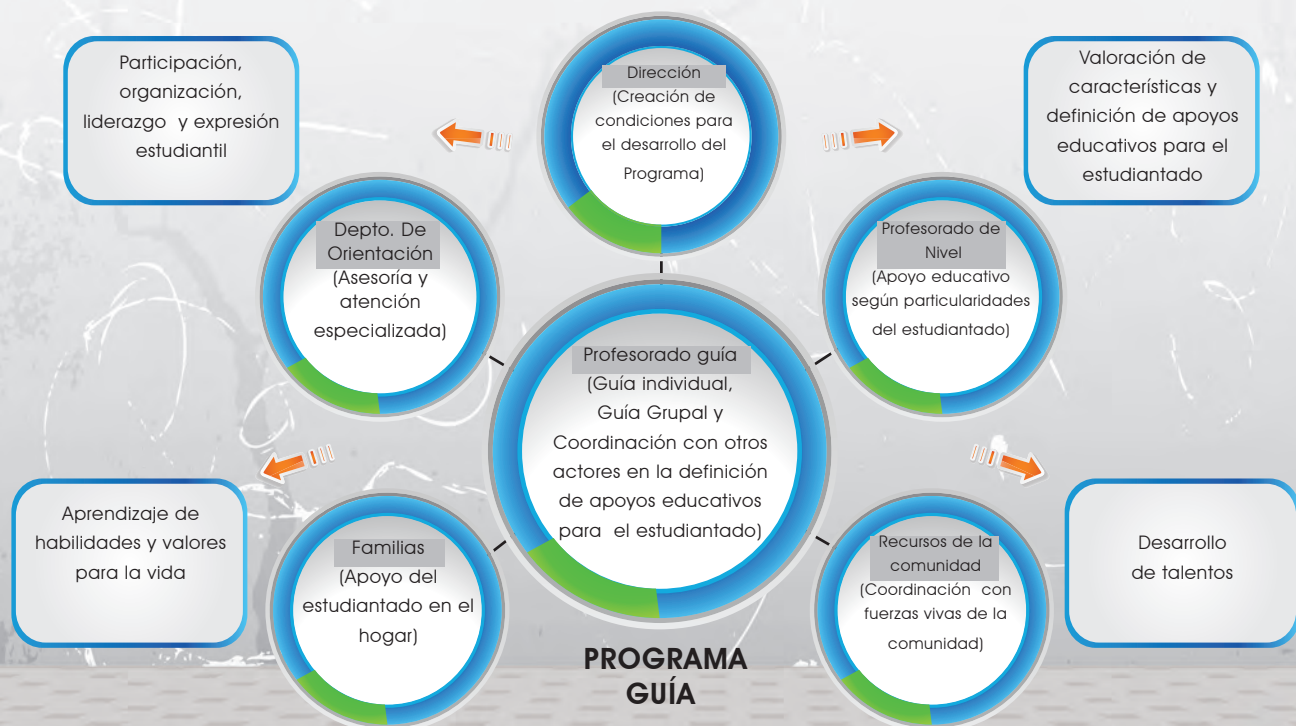 Participación,
organización,
liderazgo y expresión
estudiantil
Dirección
(Creación de
condiciones para
el desarrollo del
Programa)
Valoración de
características y
definición de apoyos
educativos para el
estudiantado
Depto. De
Orientación
(Asesoría y
atención
especializada)
Profesorado de
Nivel
(Apoyo educativo
según particularidades
del estudiantado)
Profesorado guía
(Guía individual,
Guía Grupal y
Coordinación con otros
actores en la definición
de apoyos educativos
para el estudiantado)
Aprendizaje de
habilidades y valores
para la vida
Familias
(Apoyo del
estudiantado en el
hogar)
Recursos de la
comunidad
(Coordinación con
fuerzas vivas de la
comunidad)
Desarrollo
de talentos
PROGRAMA
GUÍA